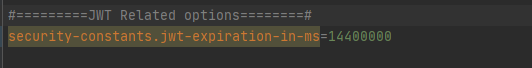 #=========JWT Related options========#
security-constants.jwt-expiration-in-ms=14400000